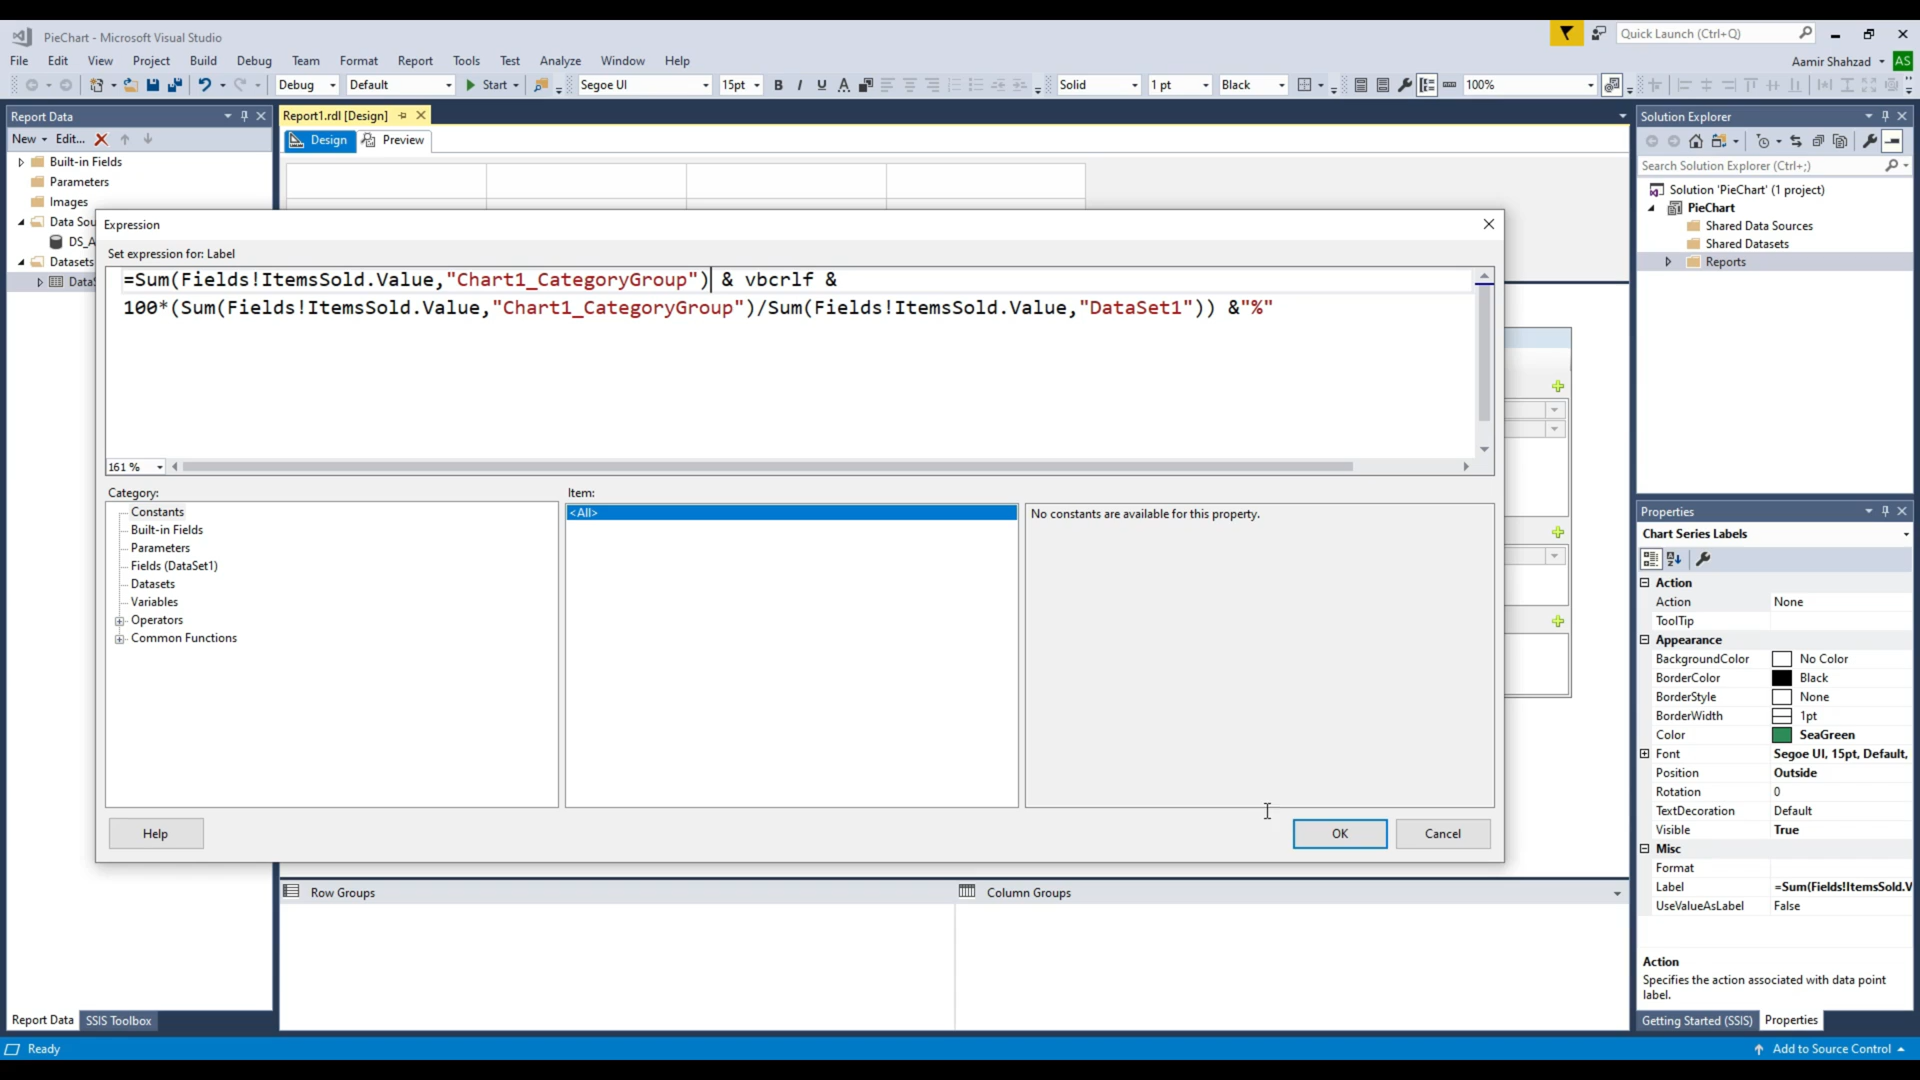 PieChart - Microsoft Visual Studio
Quick Launch (Ctrl+Q)
File Edit View Project Build Debug Team Format Report Tools Test Analyze Window Help
Aamir Shahzad AS
Debug Default Start Segoe UI 15pt B I U A Solid 1 pt Black 100%
Report Data
Report1.rdl [Design]
Solution Explorer
New Edit...
Design Preview
Built-in Fields
Parameters
Images
Data Sou
DS_A
Datasets
DataS
Search Solution Explorer (Ctrl+;)
Solution 'PieChart' (1 project)
PieChart
Shared Data Sources
Shared Datasets
Reports
Expression
Set expression for: Label
=Sum(Fields!ItemsSold.Value,"Chart1_CategoryGroup") & vbcrlf &
100*(Sum(Fields!ItemsSold.Value,"Chart1_CategoryGroup")/Sum(Fields!ItemsSold.Value,"DataSet1")) &"%"
161 %
Category:
Constants
Built-in Fields
Parameters
Fields (DataSet1)
Datasets
Variables
Operators
Common Functions
Item:
<All>
No constants are available for this property.
Help
OK
Cancel
Properties
Chart Series Labels
Action
Action None
ToolTip
Appearance
BackgroundColor No Color
BorderColor Black
BorderStyle None
BorderWidth 1pt
Color SeaGreen
Font Segoe UI, 15pt, Default,
Position Outside
Rotation 0
TextDecoration Default
Visible True
Misc
Format
Label =Sum(Fields!ItemsSold.V
UseValueAsLabel False
Action
Specifies the action associated with data point
label.
Row Groups
Column Groups
Report Data SSIS Toolbox
Getting Started (SSIS) Properties
Ready
Add to Source Control